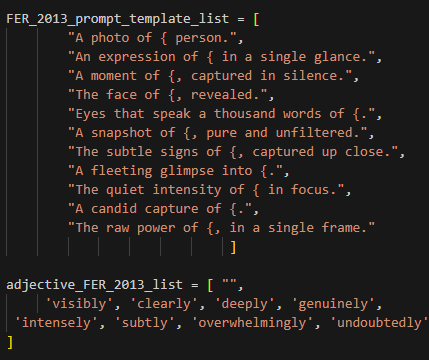 FER_2013_prompt_template_list = [
"A photo of { person.",
"An expression of { in a single glance.",
"A moment of {, captured in silence.",
"The face of {, revealed.",
"Eyes that speak a thousand words of {.",
"A snapshot of {, pure and unfiltered.",
"The subtle signs of {, captured up close.",
"A fleeting glimpse into {.",
"The quiet intensity of { in focus.",
"A candid capture of {.",
"The raw power of {, in a single frame."
]
adjective_FER_2013_list = [ "",
'visibly', 'clearly', 'deeply', 'genuinely',
'intensely', 'subtly', 'overwhelmingly', 'undoubtedly'
]